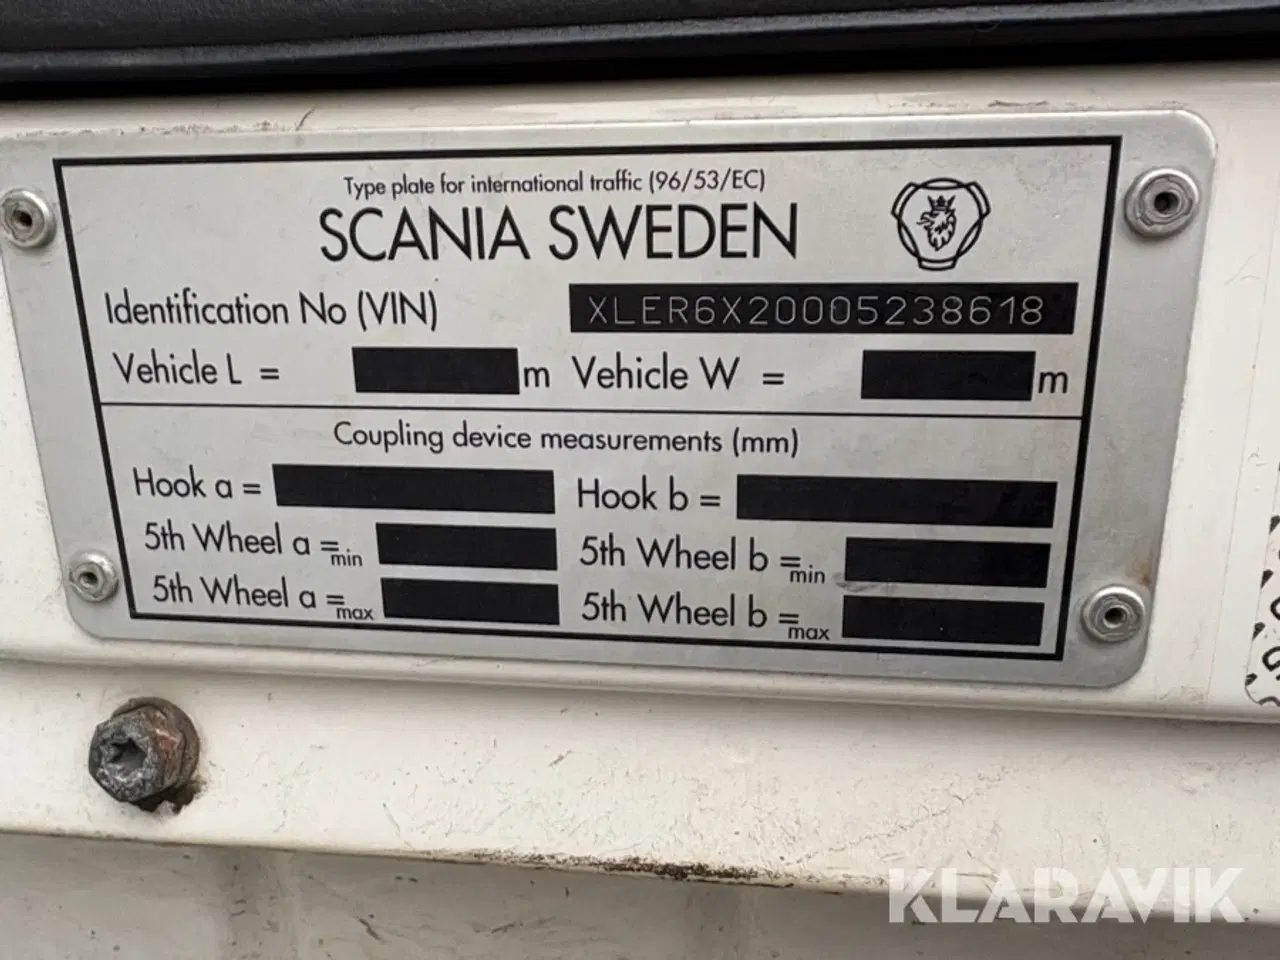 Type plate for international traffic (96/53/EC)
SCANIA SWEDEN
Identification No (VIN) XLER6X20005238618
Vehicle L = m Vehicle W = m
Coupling device measurements (mm)
Hook a = Hook b =
5th Wheel a =min 5th Wheel b =min
5th Wheel a =max 5th Wheel b =max
KLARAVIK